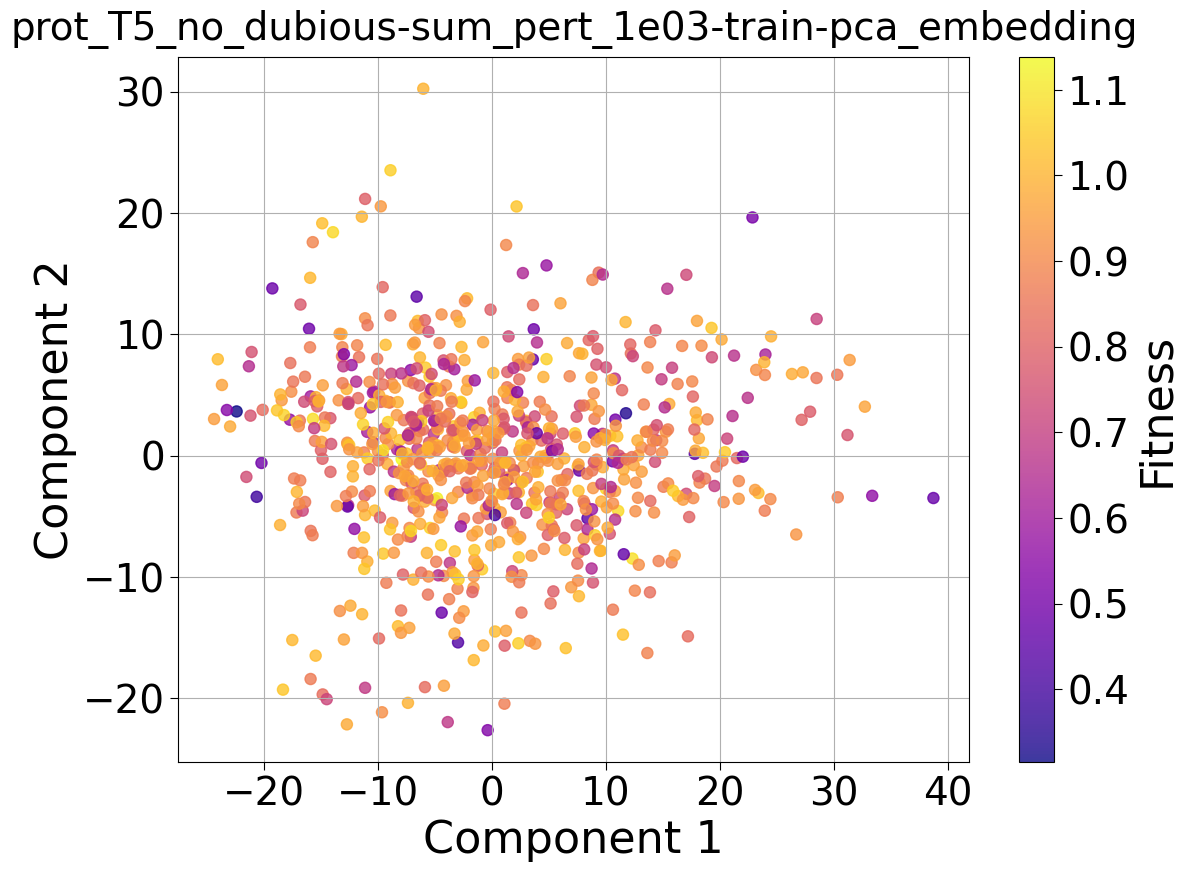 prot_T5_no_dubious-sum_pert_1e03-train-pca_embedding
30
20
10
0
−10
−20
Component 2
−20 −10 0 10 20 30 40
Component 1
1.1
1.0
0.9
0.8
0.7
0.6
0.5
0.4
Fitness